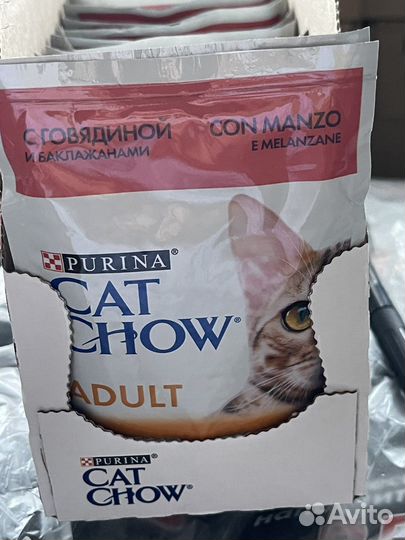 С ГОВЯДИНОЙ
И БАКЛАЖАНАМИ
CON MANZO
E MELANZANE
PURINA®
CAT
CHOW®
ADULT
PURINA®
CAT
CHOW®
Avito